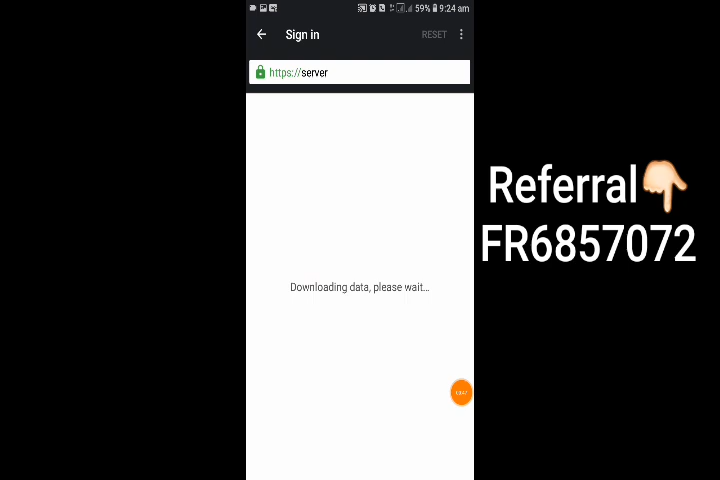 59% 9:24 am
Sign in
RESET
https://server
Downloading data, please wait...
Referral👇🏻
FR6857072